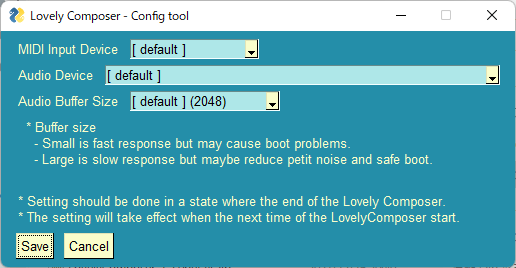 Lovely Composer - Config tool
MIDI Input Device [ default ]
Audio Device [ default ]
Audio Buffer Size [ default ] (2048)
* Buffer size
- Small is fast response but may cause boot problems.
- Large is slow response but maybe reduce petit noise and safe boot.
* Setting should be done in a state where the end of the Lovely Composer.
* The setting will take effect when the next time of the LovelyComposer start.
Save Cancel